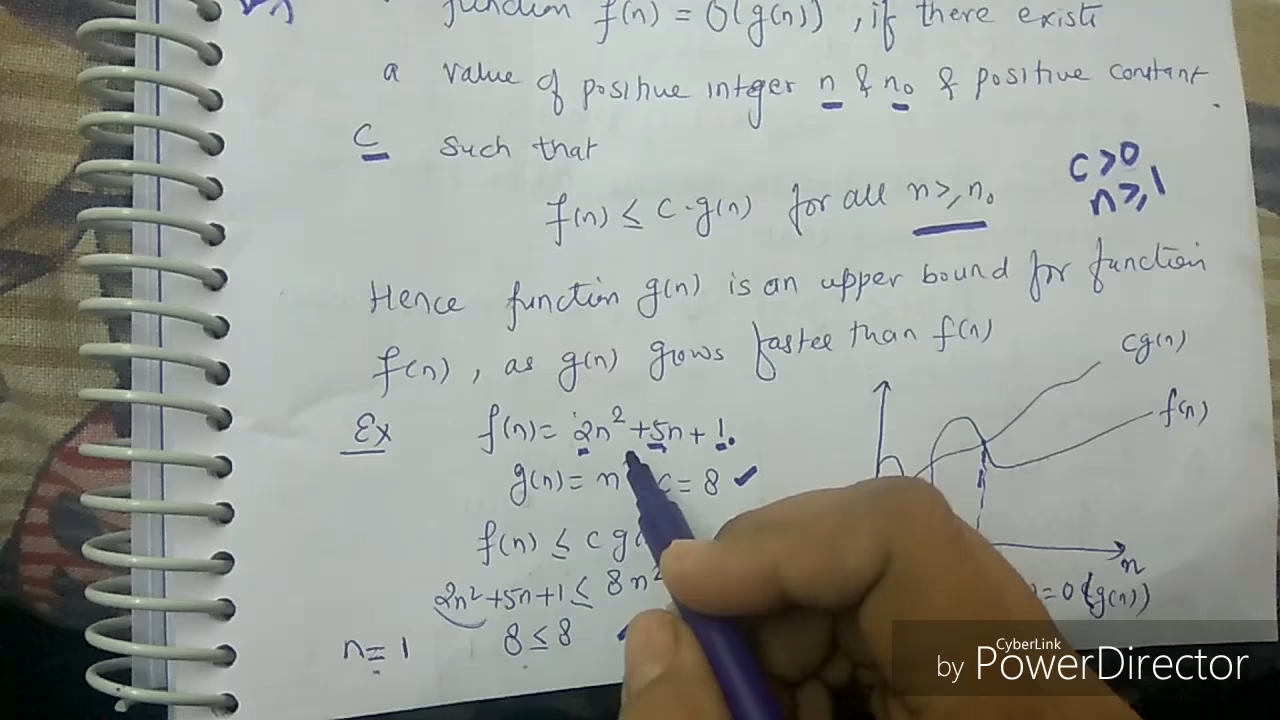 function f(n) = O(g(n)), if there exists
a value of positive integer n & n₀ & positive constant
C such that
c>0
n≥1
f(n) ≤ c·g(n) for all n≥n₀
Hence function g(n) is an upper bound for function
f(n), as g(n) grows faster than f(n)
cg(n)
f(n)
Ex f(n) = 2n²+5n+1.
g(n) = n c=8 ✓
f(n) ≤ c g(
2n²+5n+1 ≤ 8n²
n
=O(g(n))
n=1 8≤8
CyberLink
by PowerDirector